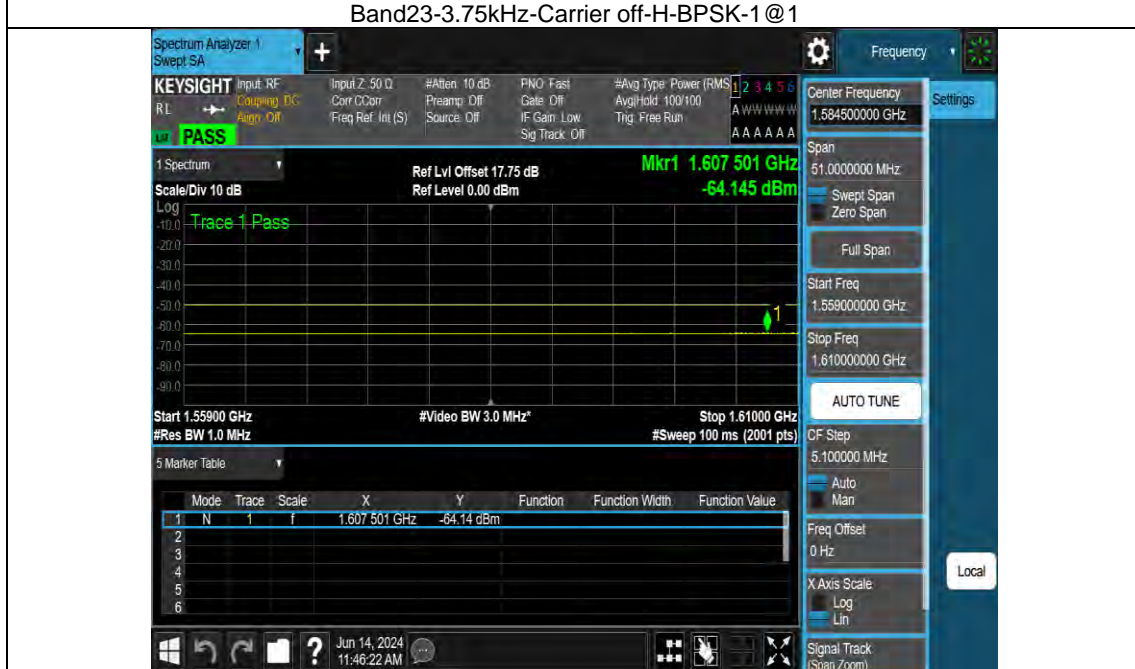 Band23-3.75kHz-Carrier off-H-BPSK-1@1
Spectrum Analyzer 1
Swept SA
+
Frequency
KEYSIGHT Input: RF
RL
Coupling: DC
Align: Off
PASS
Input Z: 50 Ω
Corr CCorr
Freq Ref: Int (S)
#Atten: 10 dB
Preamp: Off
Source: Off
PNO: Fast
Gate: Off
IF Gain: Low
Sig Track: Off
#Avg Type: Power (RMS
Avg|Hold: 100/100
Trig: Free Run
1 2 3 4 5 6
A W W W W W
A A A A A A
Settings
1 Spectrum
Scale/Div 10 dB
Ref Lvl Offset 17.75 dB
Ref Level 0.00 dBm
Mkr1 1.607 501 GHz
-64.145 dBm
Log
Trace 1 Pass
-10.0
-20.0
-30.0
-40.0
-50.0
-60.0
-70.0
-80.0
-90.0
1
Start 1.55900 GHz
#Video BW 3.0 MHz*
Stop 1.61000 GHz
#Res BW 1.0 MHz
#Sweep 100 ms (2001 pts)
5 Marker Table
Mode Trace Scale X Y Function Function Width Function Value
1 N 1 f 1.607 501 GHz -64.14 dBm
2
3
4
5
6
Center Frequency
1.584500000 GHz
Span
51.0000000 MHz
Swept Span
Zero Span
Full Span
Start Freq
1.559000000 GHz
Stop Freq
1.610000000 GHz
AUTO TUNE
CF Step
5.100000 MHz
Auto
Man
Freq Offset
0 Hz
X Axis Scale
Log
Lin
Signal Track
(Span Zoom)
Local
?
Jun 14, 2024
11:46:22 AM